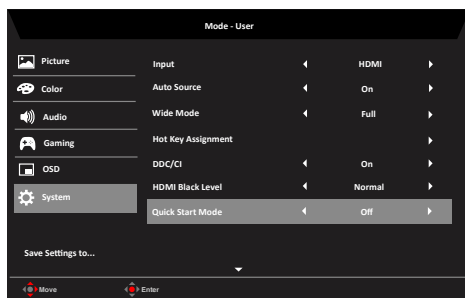 Mode - User
Picture
Color
Audio
Gaming
OSD
System
Input HDMI
Auto Source On
Wide Mode Full
Hot Key Assignment
DDC/CI On
HDMI Black Level Normal
Quick Start Mode Off
Save Settings to...
Move Enter